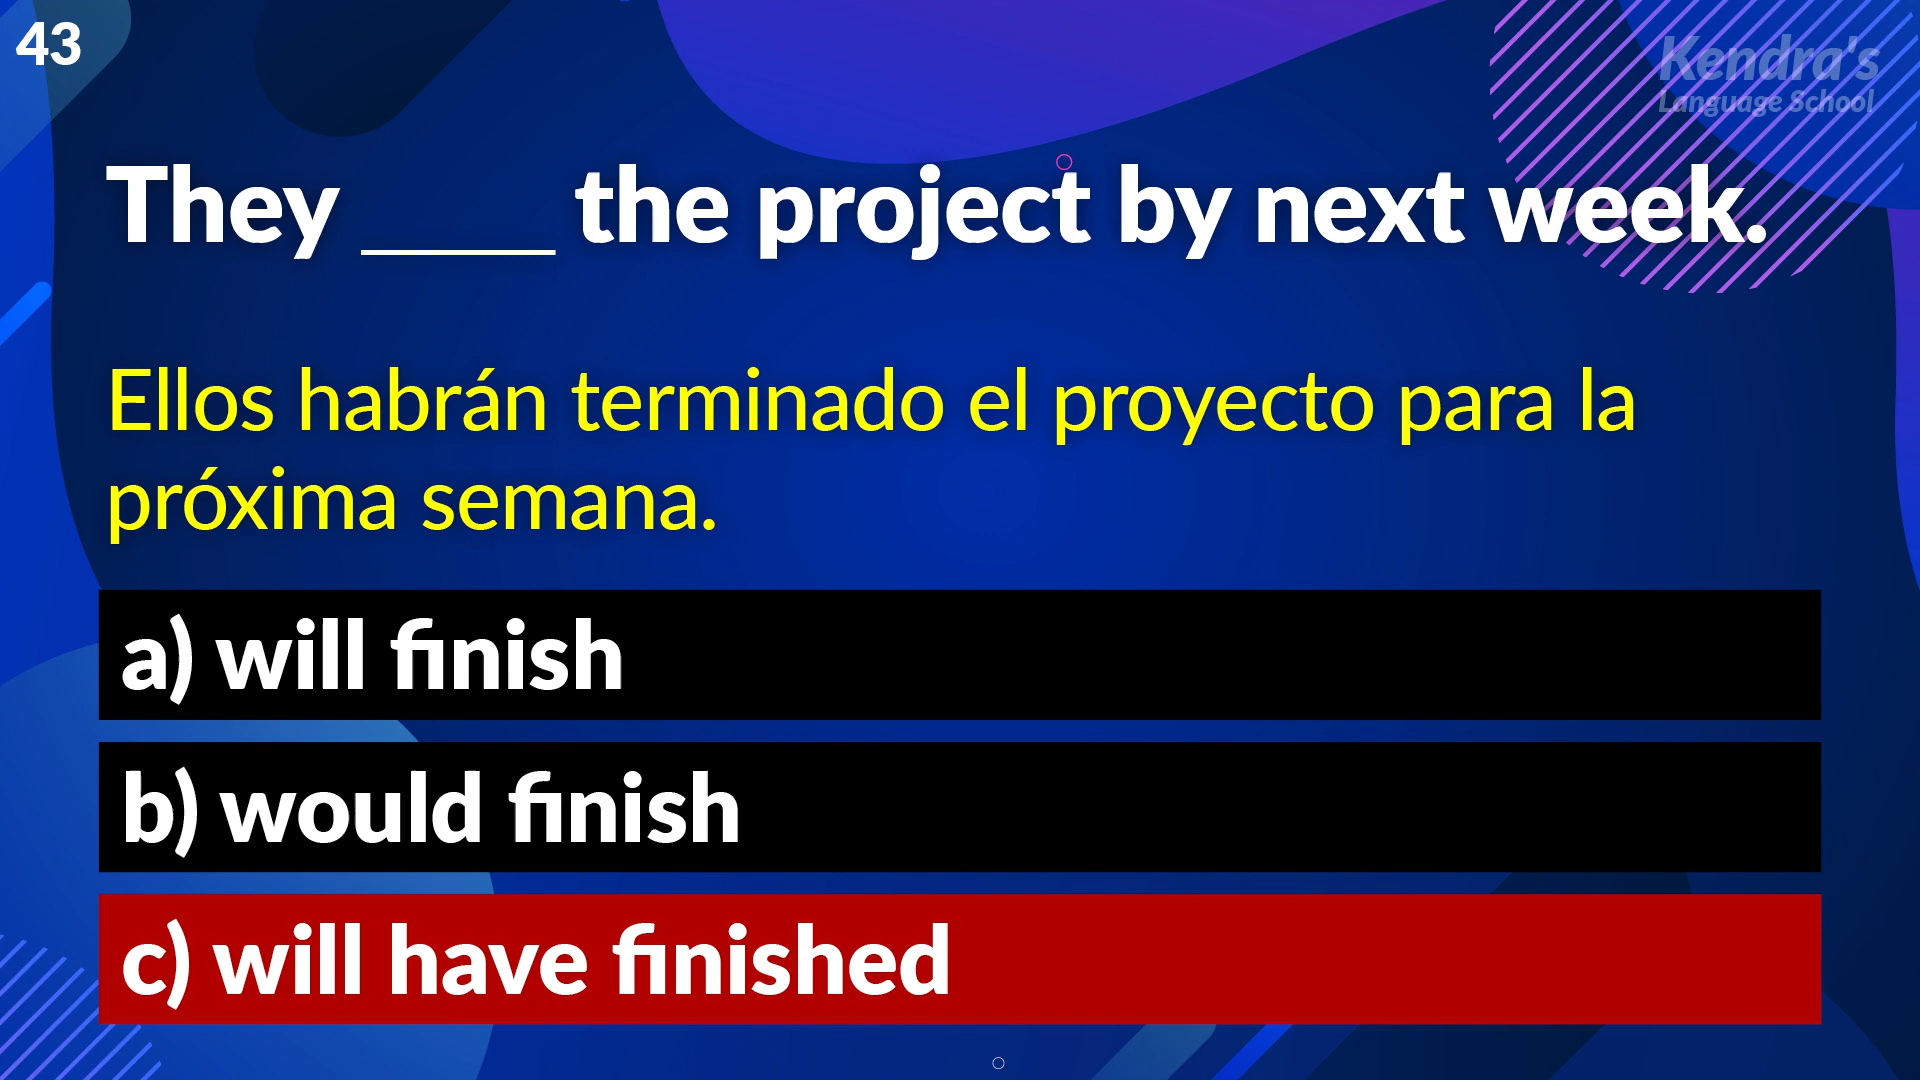 43
Kendra's
Language School
They ____ the project by next week.
Ellos habrán terminado el proyecto para la
próxima semana.
a) will finish
b) would finish
c) will have finished